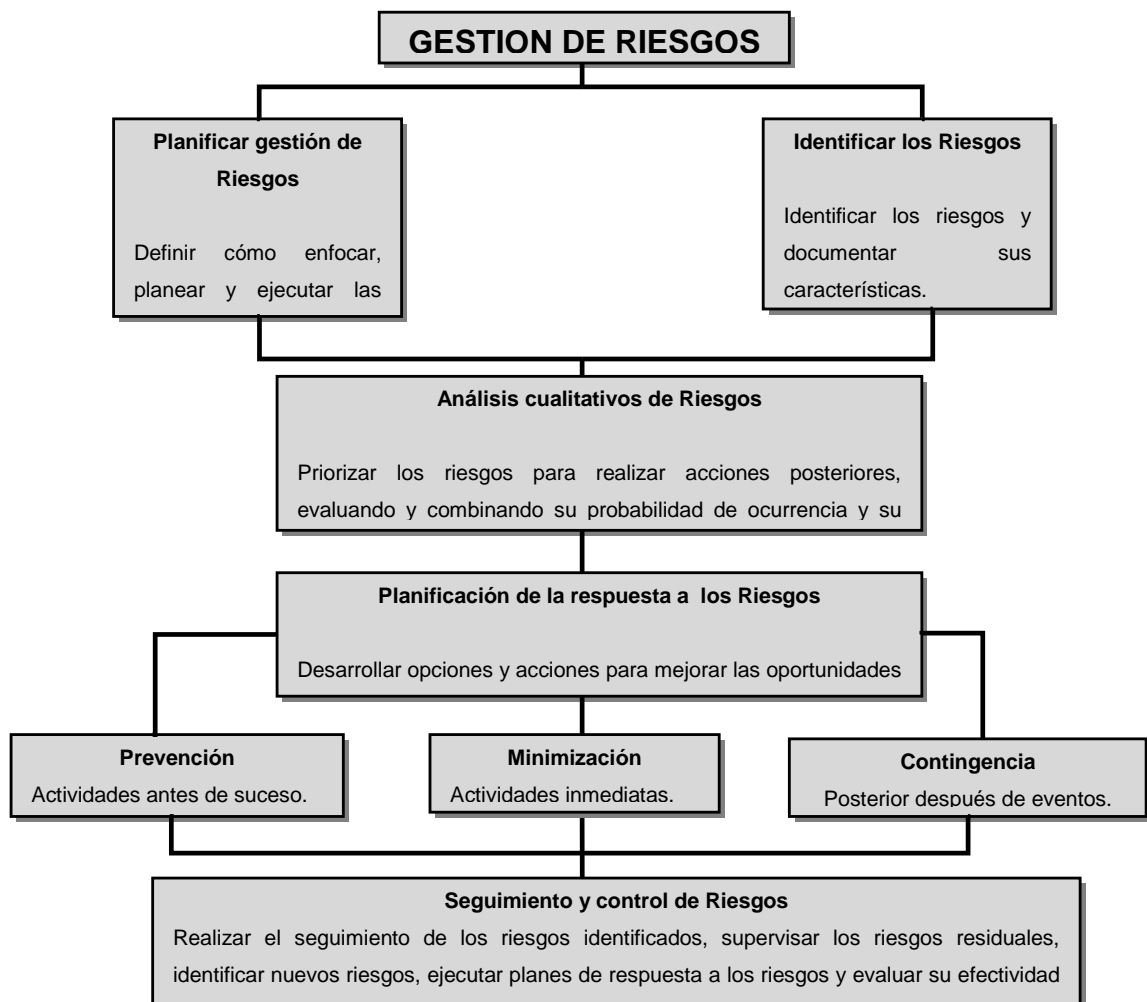 GESTION DE RIESGOS
Planificar gestión de
Riesgos
Definir cómo enfocar,
planear y ejecutar las
Identificar los Riesgos
Identificar los riesgos y
documentar sus
características.
Análisis cualitativos de Riesgos
Priorizar los riesgos para realizar acciones posteriores,
evaluando y combinando su probabilidad de ocurrencia y su
Planificación de la respuesta a los Riesgos
Desarrollar opciones y acciones para mejorar las oportunidades
Prevención
Actividades antes de suceso.
Minimización
Actividades inmediatas.
Contingencia
Posterior después de eventos.
Seguimiento y control de Riesgos
Realizar el seguimiento de los riesgos identificados, supervisar los riesgos residuales,
identificar nuevos riesgos, ejecutar planes de respuesta a los riesgos y evaluar su efectividad